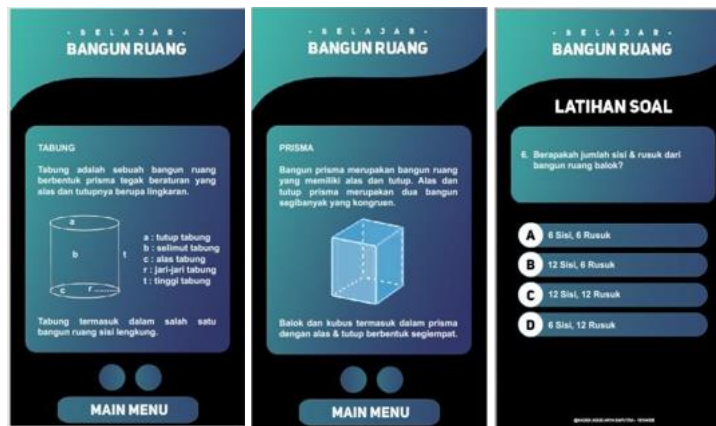 - BELAJAR -
BANGUN RUANG
TABUNG
Tabung adalah sebuah bangun ruang
berbentuk prisma tegak beraturan yang
alas dan tutupnya berupa lingkaran.
a
b
t
c
r
a : tutup tabung
b : selimut tabung
c : alas tabung
r : jari-jari tabung
t : tinggi tabung
Tabung termasuk dalam salah satu
bangun ruang sisi lengkung.
MAIN MENU
- BELAJAR -
BANGUN RUANG
PRISMA
Bangun prisma merupakan bangun ruang
yang memiliki alas dan tutup. Alas dan
tutup prisma merupakan dua bangun
segibanyak yang kongruen.
Balok dan kubus termasuk dalam prisma
dengan alas & tutup berbentuk segiempat.
MAIN MENU
- BELAJAR -
BANGUN RUANG
LATIHAN SOAL
6. Berapakah jumlah sisi & rusuk dari
bangun ruang balok?
A 6 Sisi, 6 Rusuk
B 12 Sisi, 6 Rusuk
C 12 Sisi, 12 Rusuk
D 6 Sisi, 12 Rusuk